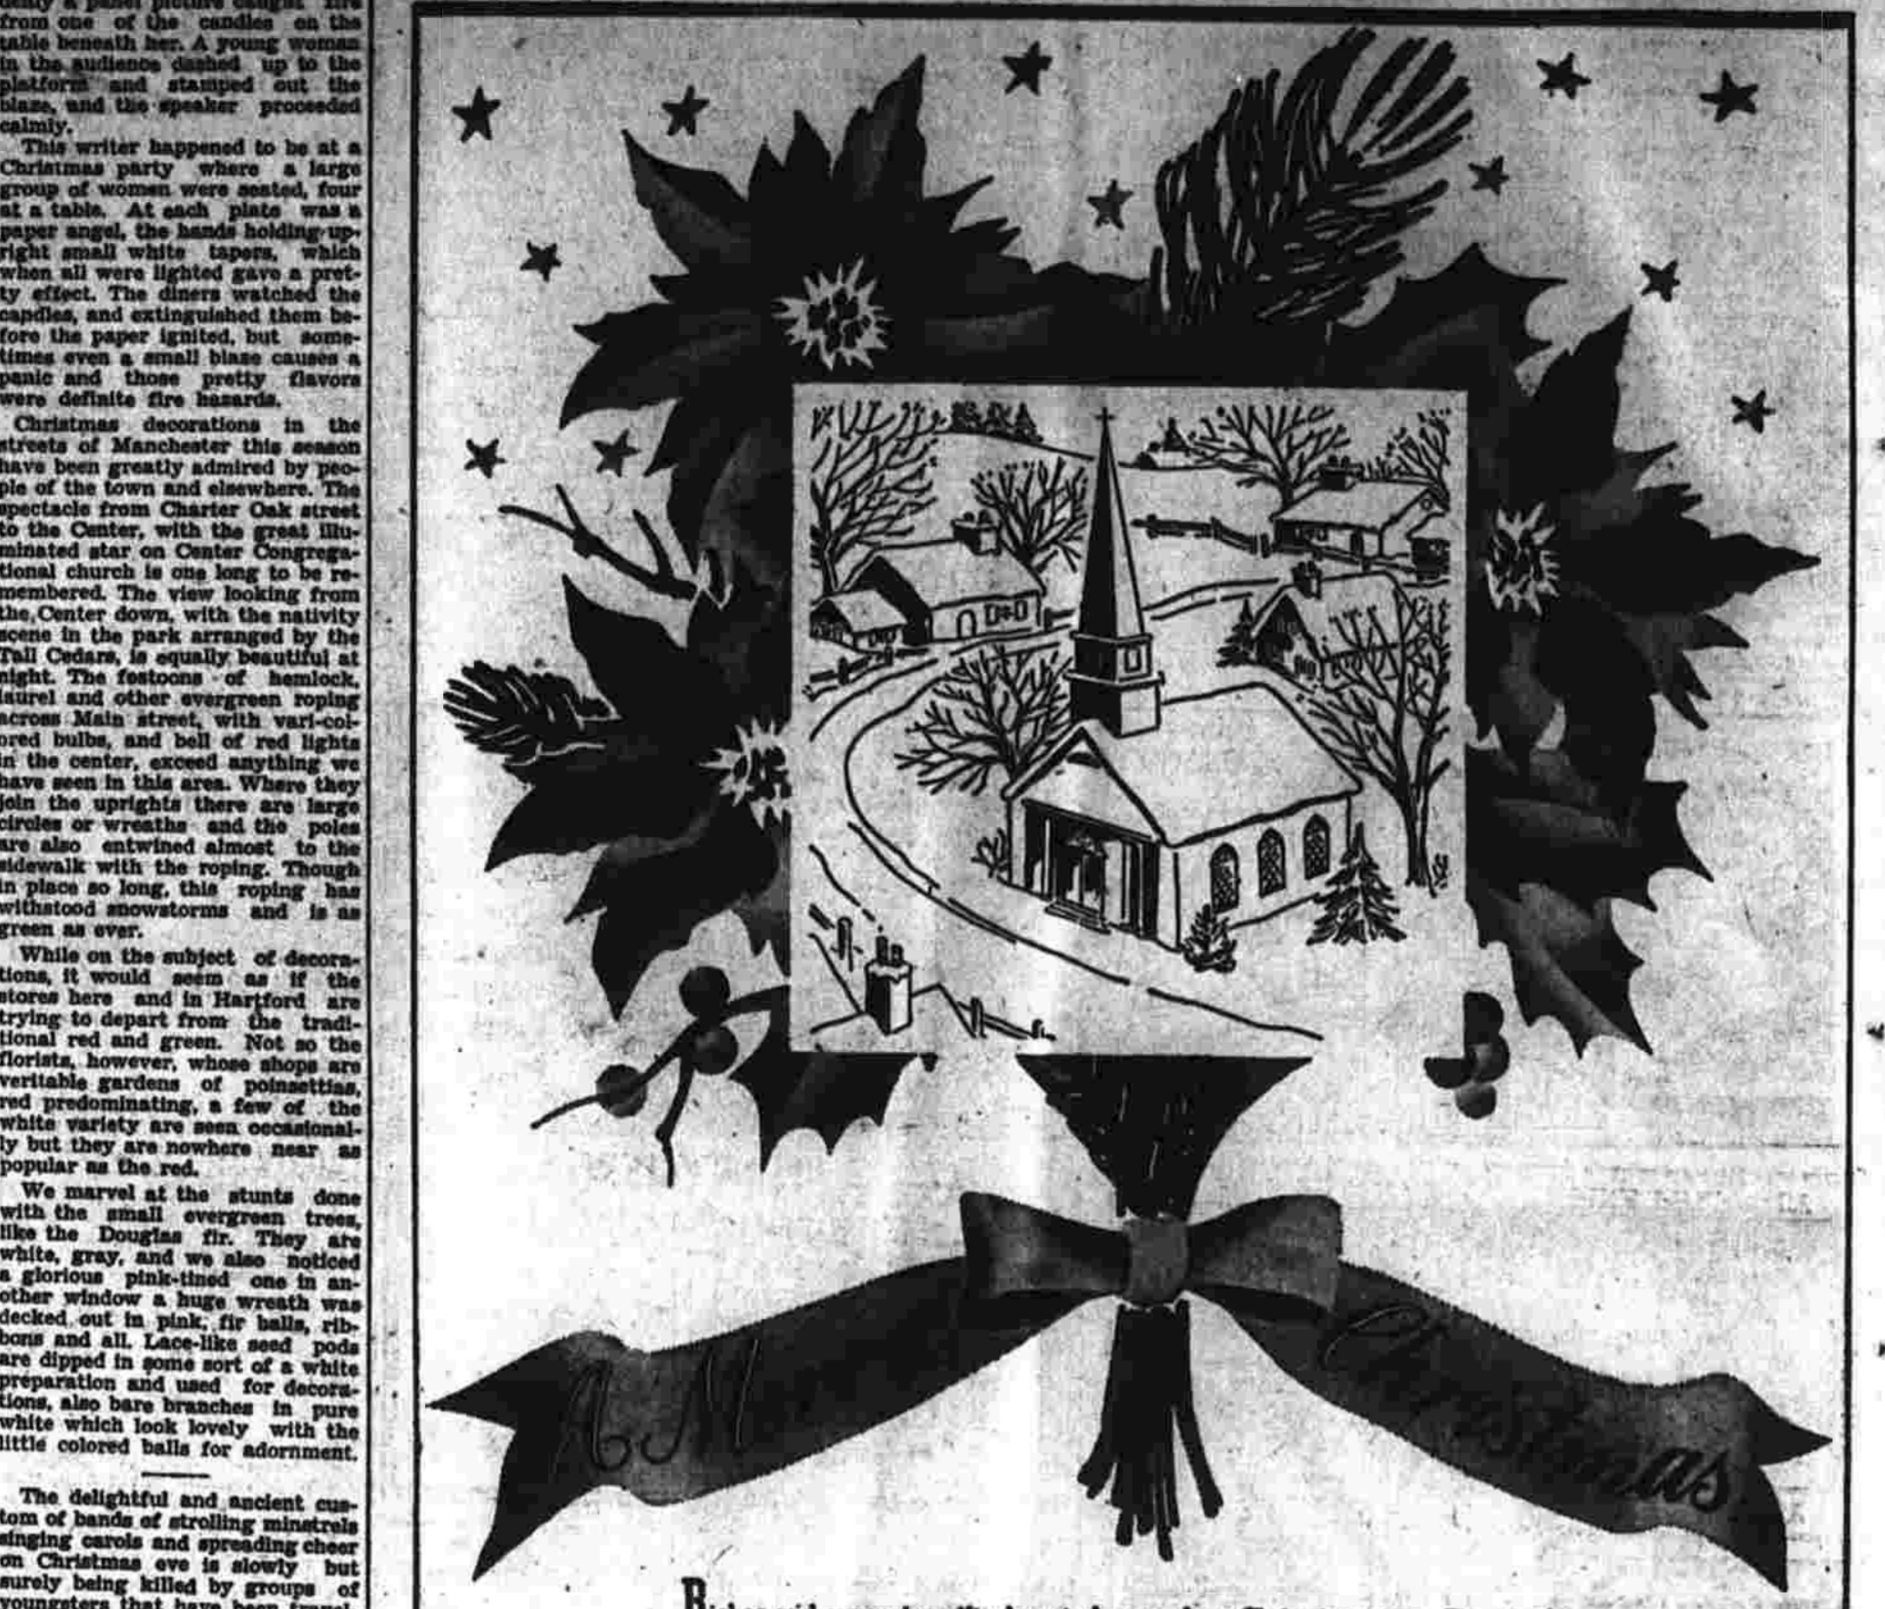 from one of the candles on the
table beneath her. A young woman
in the audience dashed up to the
platform and stamped out the
blaze, and the speaker proceeded
calmly.
This writer happened to be at a
Christmas party where a large
group of women were seated, four
at a table. At each plate was a
paper angel, the hands holding up-
right small white tapers, which
when all were lighted gave a pret-
ty effect. The diners watched the
candles, and extinguished them be-
fore the paper ignited, but some-
times even a small blaze causes a
panic and those pretty flavors
were definite fire hazards.
Christmas decorations in the
streets of Manchester this season
have been greatly admired by peo-
ple of the town and elsewhere. The
spectacle from Charter Oak street
to the Center, with the great illu-
minated star on Center Congrega-
tional church is one long to be re-
membered. The view looking from
the Center down, with the nativity
scene in the park arranged by the
Tall Cedars, is equally beautiful at
night. The festoons of hemlock,
laurel and other evergreen roping
across Main street, with vari-col-
ored bulbs, and bell of red lights
in the center, exceed anything we
have seen in this area. Where they
join the uprights there are large
circles or wreaths and the poles
are also entwined almost to the
sidewalk with the roping. Though
in place so long, this roping has
withstood snowstorms and is as
green as ever.
While on the subject of decora-
tions, it would seem as if the
stores here and in Hartford are
trying to depart from the tradi-
tional red and green. Not so the
florists, however, whose shops are
veritable gardens of poinsettias,
red predominating, a few of the
white variety are seen occasional-
ly but they are nowhere near as
popular as the red.
We marvel at the stunts done
with the small evergreen trees,
like the Douglas fir. They are
white, gray, and we also noticed
a glorious pink-tined one in an-
other window a huge wreath was
decked out in pink, fir balls, rib-
bons and all. Lace-like seed pods
are dipped in some sort of a white
preparation and used for decora-
tions, also bare branches in pure
white which look lovely with the
little colored balls for adornment.
The delightful and ancient cus-
tom of bands of strolling minstrels
singing carols and spreading cheer
on Christmas eve is slowly but
surely being killed by groups of
youngsters that have been
A M
Christmas